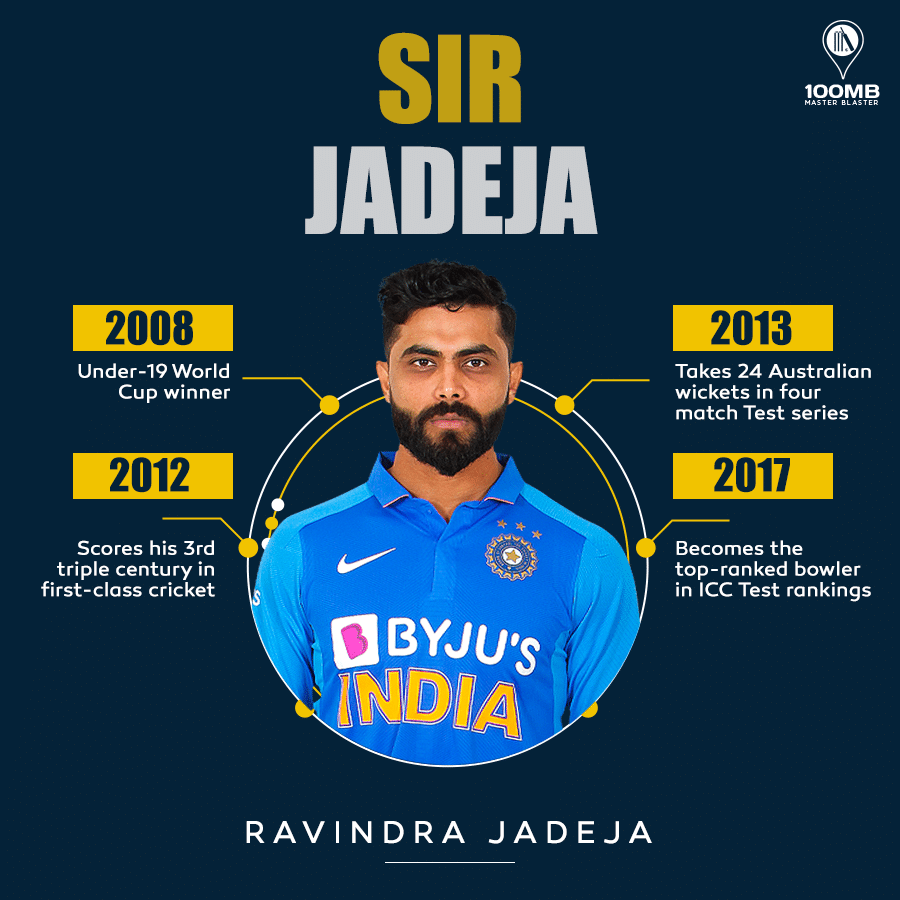 SIR
JADEJA
100MB
MASTER BLASTER
2008
Under-19 World
Cup winner
2012
Scores his 3rd
triple century in
first-class cricket
2013
Takes 24 Australian
wickets in four
match Test series
2017
Becomes the
top-ranked bowler
in ICC Test rankings
S
BYJU'S
INDIA
RAVINDRA JADEJA